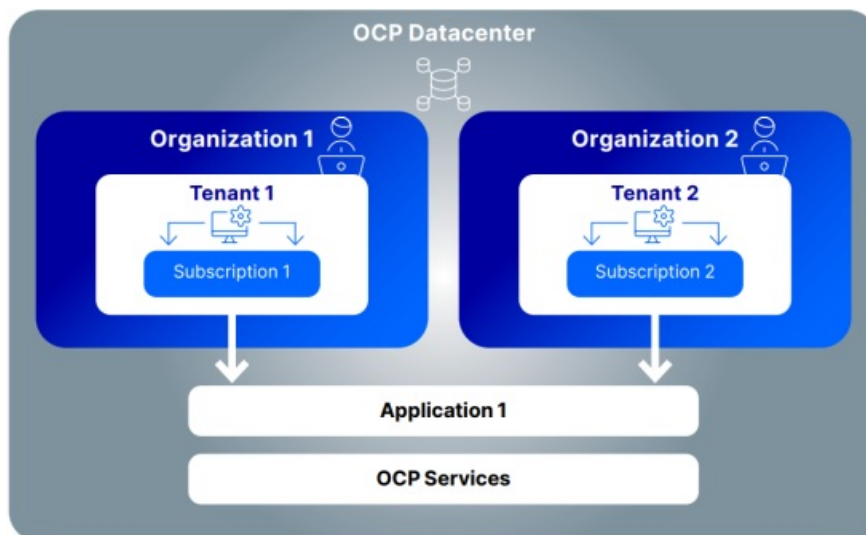 OCP Datacenter
Organization 1
Organization 2
Tenant 1
Tenant 2
Subscription 1
Subscription 2
Application 1
OCP Services